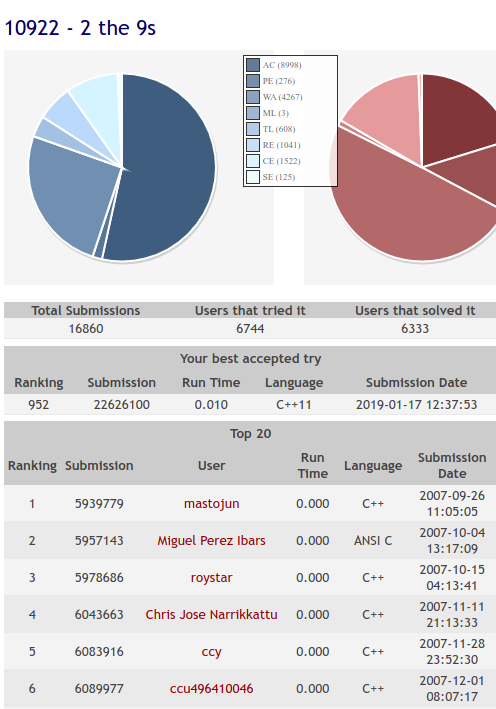 10922 - 2 the 9s
AC (8998)
PE (276)
WA (4267)
ML (3)
TL (608)
RE (1041)
CE (1522)
SE (125)
Total Submissions Users that tried it Users that solved it
16860 6744 6333
Your best accepted try
Ranking Submission Run Time Language Submission Date
952 22626100 0.010 C++11 2019-01-17 12:37:53
Top 20
Ranking Submission User Run Time Language Submission Date
1 5939779 mastojun 0.000 C++ 2007-09-26 11:05:05
2 5957143 Miguel Perez Ibars 0.000 ANSI C 2007-10-04 13:17:09
3 5978686 roystar 0.000 C++ 2007-10-15 04:13:41
4 6043663 Chris Jose Narrikkattu 0.000 C++ 2007-11-11 21:13:33
5 6083916 ccy 0.000 C++ 2007-11-28 23:52:30
6 6089977 ccu496410046 0.000 C++ 2007-12-01 08:07:17